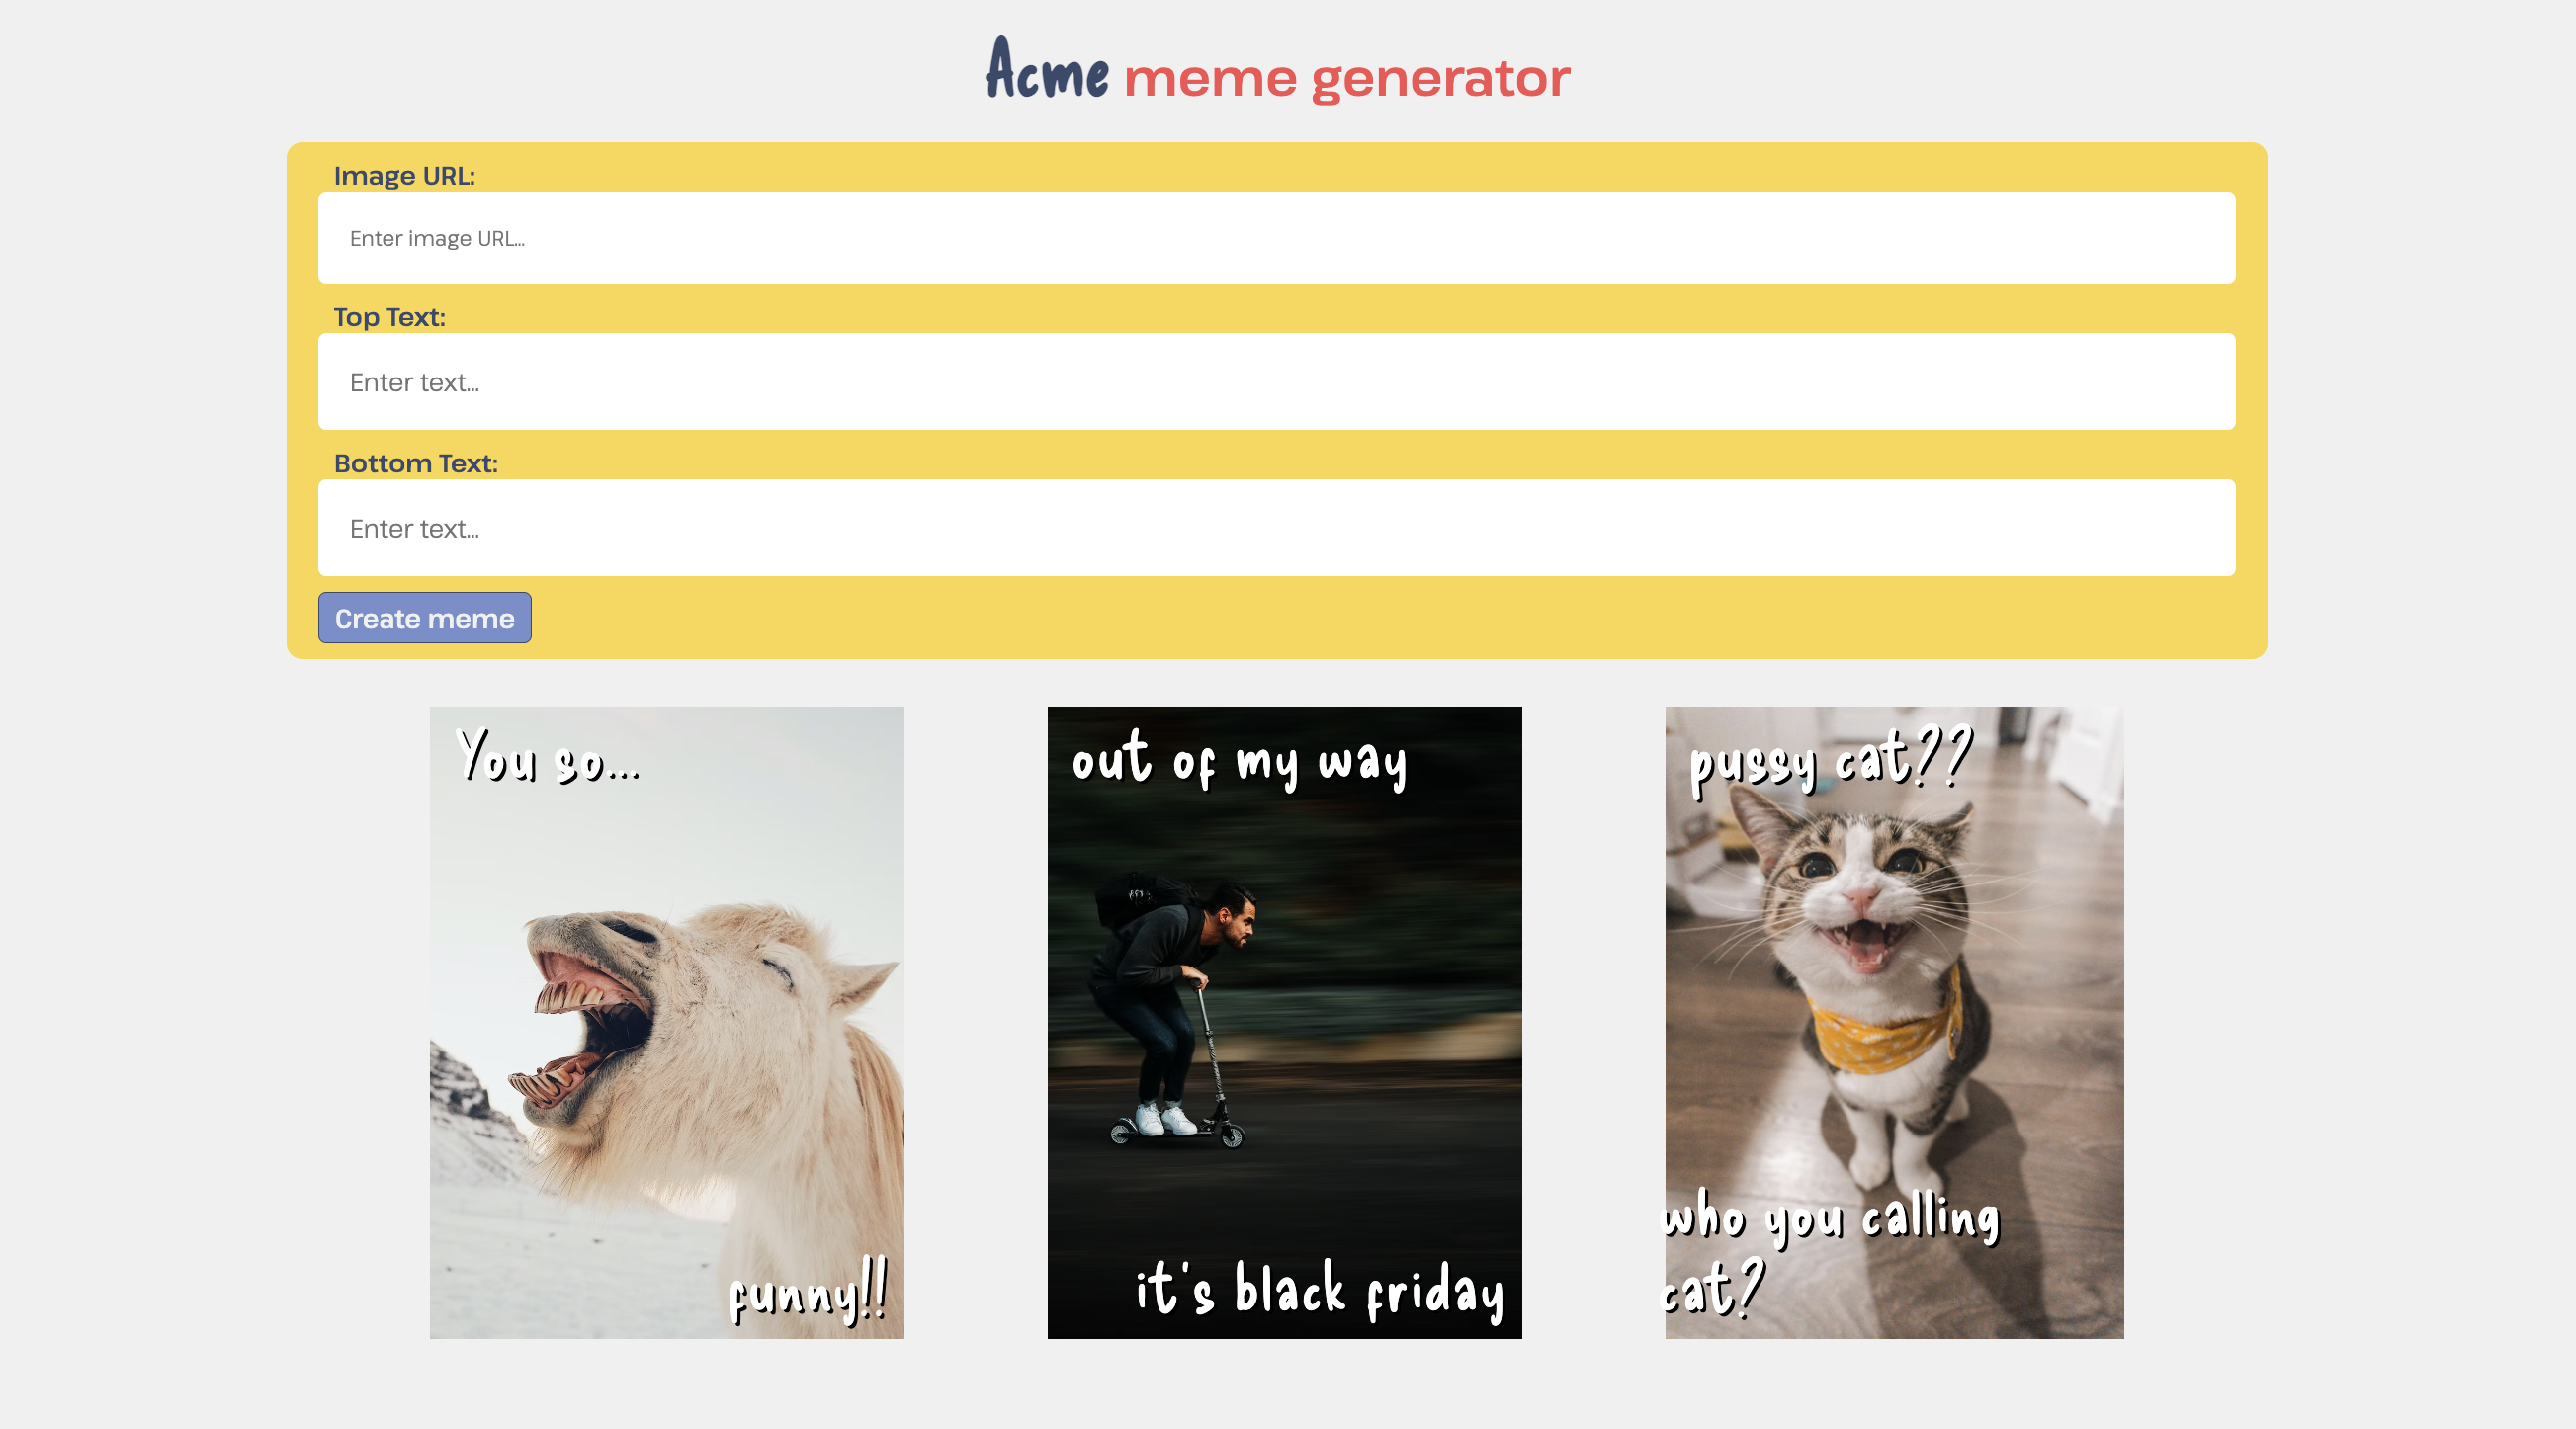 Acme meme generator
Image URL:
Enter image URL...
Top Text:
Enter text...
Bottom Text:
Enter text...
Create meme
You so...
funny!!
out of my way
it's black friday
pussy cat??
who you calling
cat?